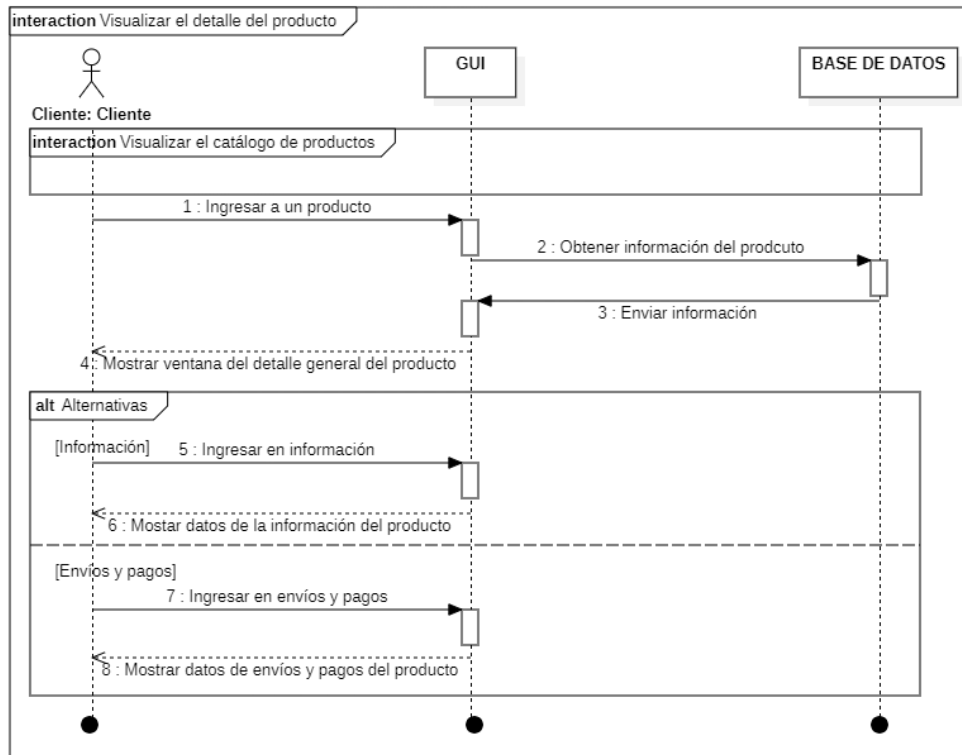 interaction Visualizar el detalle del producto
GUI
BASE DE DATOS
Cliente: Cliente
interaction Visualizar el catálogo de productos
1 : Ingresar a un producto
2 : Obtener información del prodcuto
3 : Enviar información
4 : Mostrar ventana del detalle general del producto
alt Alternativas
[Información]
5 : Ingresar en información
6 : Mostar datos de la información del producto
[Envíos y pagos]
7 : Ingresar en envíos y pagos
8 : Mostrar datos de envíos y pagos del producto